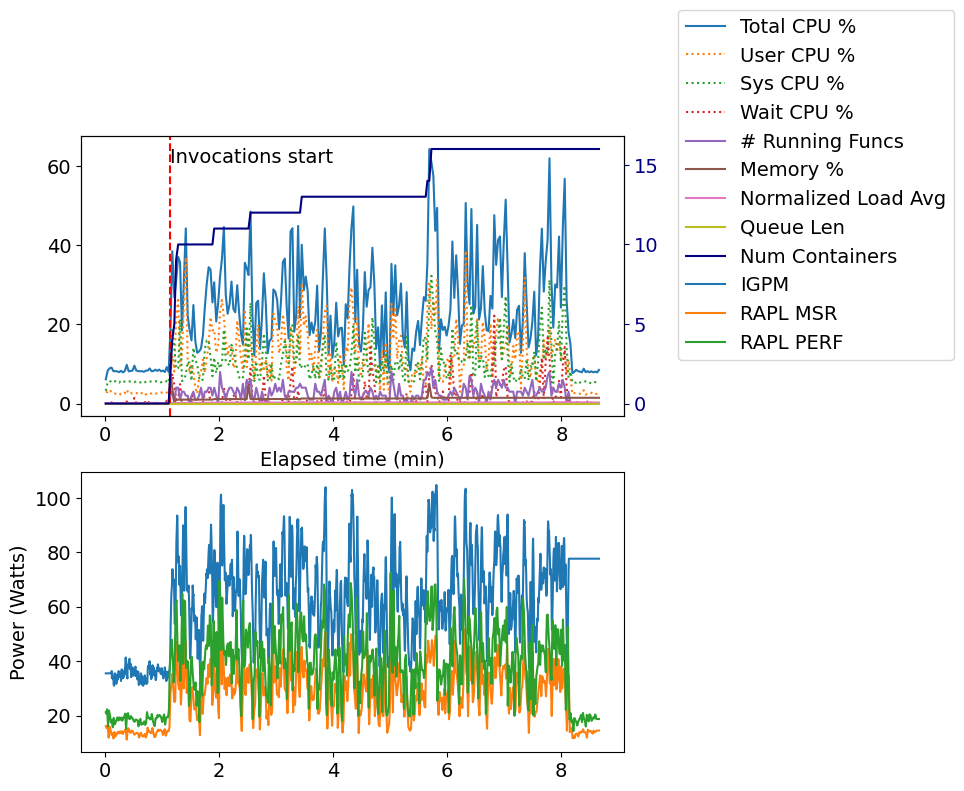 Total CPU %
User CPU %
Sys CPU %
Wait CPU %
# Running Funcs
Memory %
Normalized Load Avg
Queue Len
Num Containers
IGPM
RAPL MSR
RAPL PERF
Invocations start
60
40
20
0
15
10
5
0
0 2 4 6 8
Elapsed time (min)
Power (Watts)
100
80
60
40
20
0 2 4 6 8